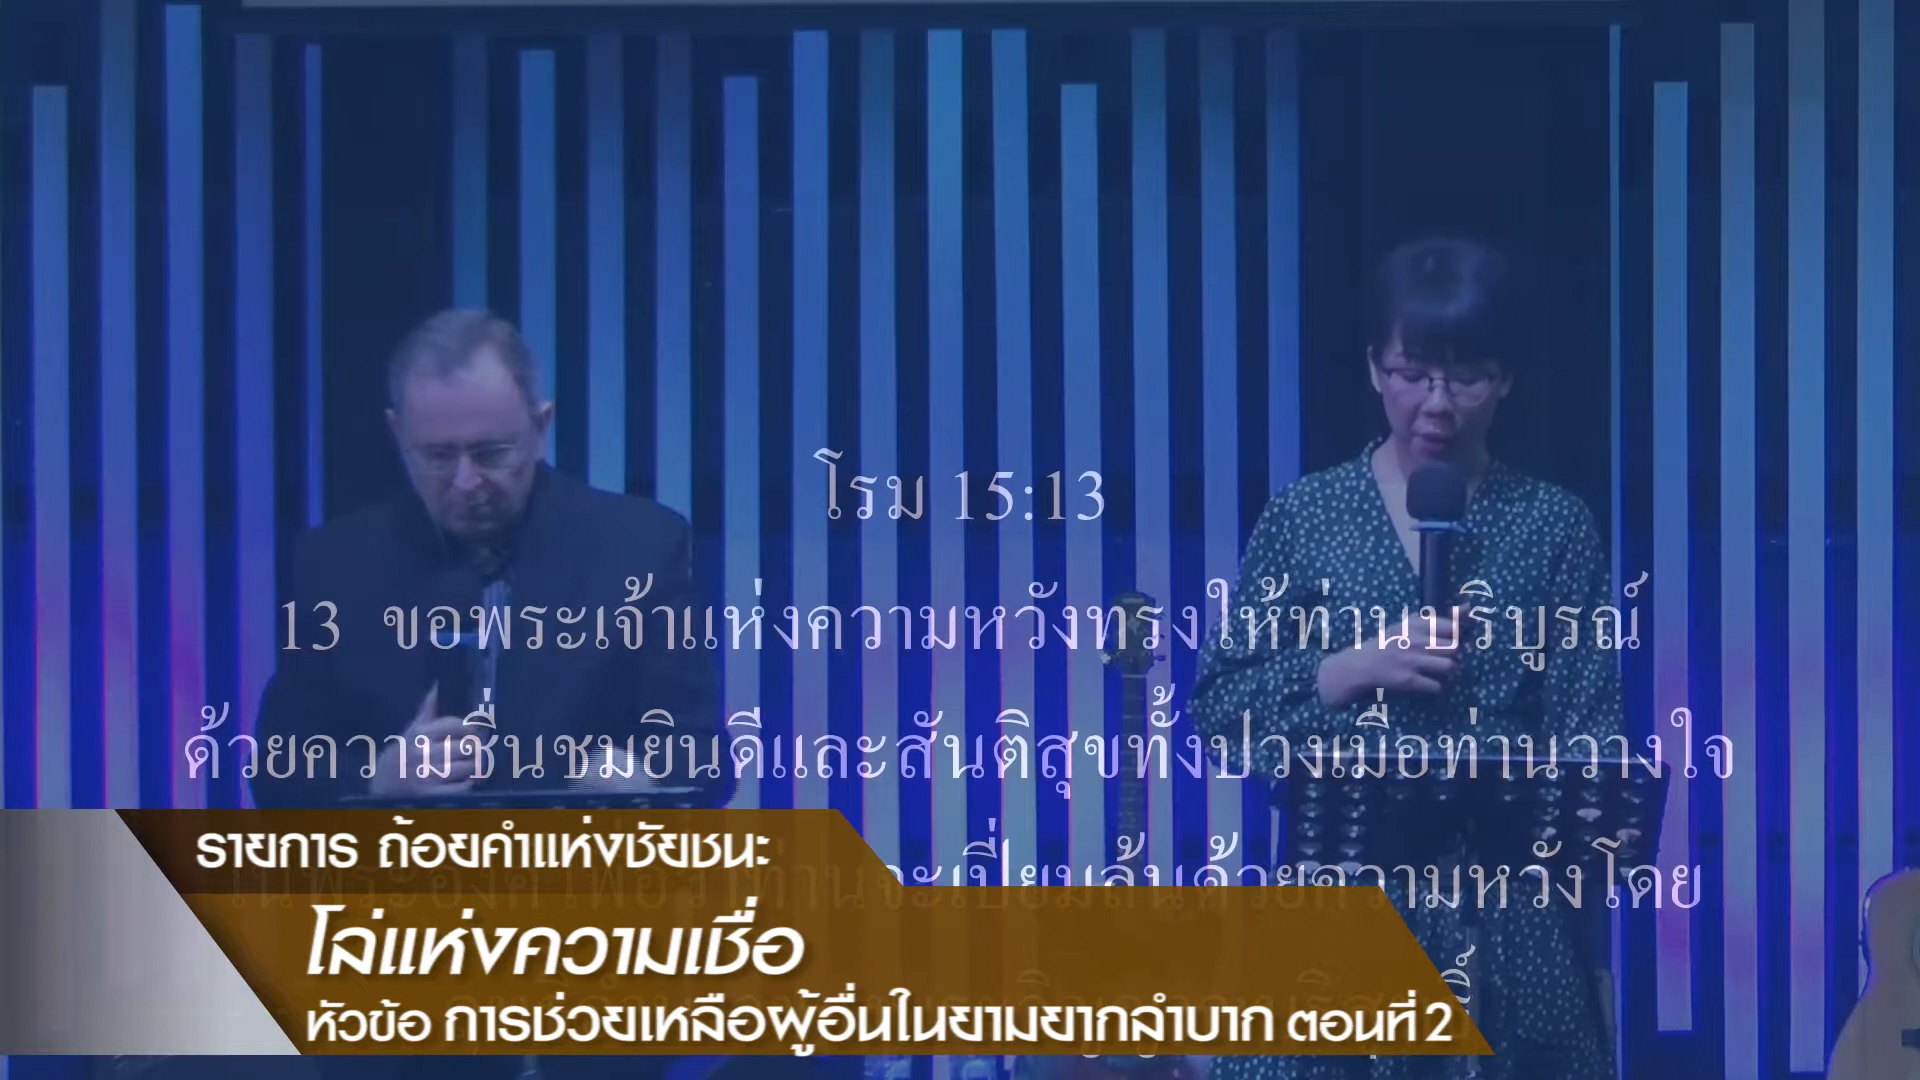 โรม 15:13
13 ขอพระเจ้าแห่งความหวังทรงให้ท่านบริบูรณ์
ด้วยความชื่นชมยินดีและสันติสุขทั้งปวงเมื่อท่านวางใจ
ท่านจะเปี่ยมล้นด้วยความหวังโดย
รายการ ถ้อยคำแห่งชัยชนะ
โล่แห่งความเชื่อ
หัวข้อ การช่วยเหลือผู้อื่นในยามยากลำบาก ตอนที่ 2